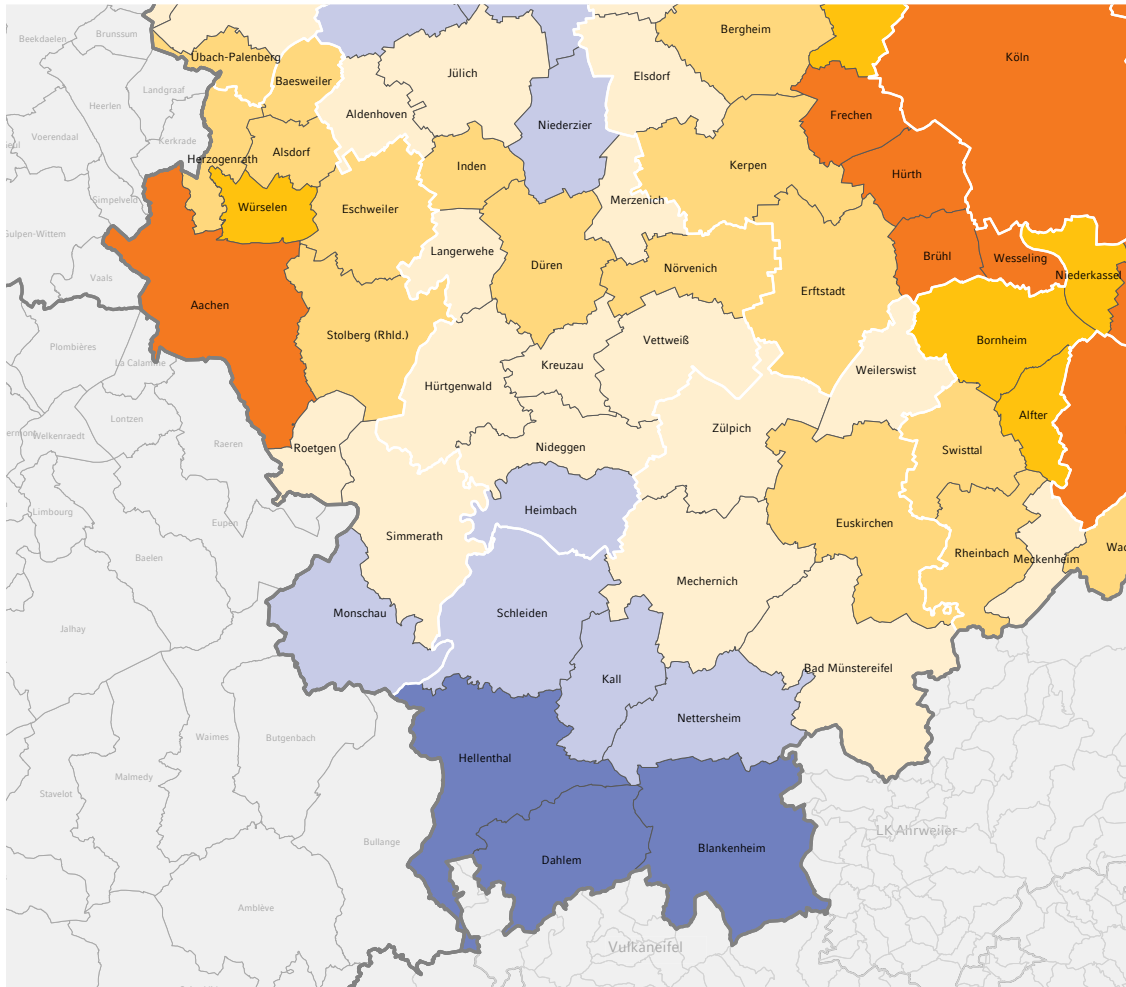 Beekdaelen
Brunssum
Bergheim
Übach-Palenberg
Köln
Landgraaf
Baesweiler
Jülich
Elsdorf
Heerlen
Aldenhoven
Frechen
Voerendaal
Kerkrade
Niederzier
Herzogenrath
Alsdorf
Inden
Kerpen
Hürth
Simpelveld
Würselen
Eschweiler
Merzenich
Gulpen-Wittem
Langerwehe
Düren
Nörvenich
Brühl
Wesseling
Vaals
Niederkassel
Aachen
Erftstadt
Stolberg (Rhld.)
Vettweiß
Bornheim
Plombières
La Calamine
Kreuzau
Weilerswist
Hürtgenwald
Lontzen
Alfter
Welkenraedt
Raeren
Zülpich
Roetgen
Nideggen
Swisttal
Limbourg
Heimbach
Eupen
Euskirchen
Simmerath
Baelen
Rheinbach
Meckenheim
Wac
Mechernich
Monschau
Schleiden
Jalhay
Bad Münstereifel
Kall
Nettersheim
Waimes
Butgenbach
Hellenthal
Malmedy
Stavelot
LK Ahrweiler
Büllange
Blankenheim
Dahlem
Amblève
Vulkaneifel